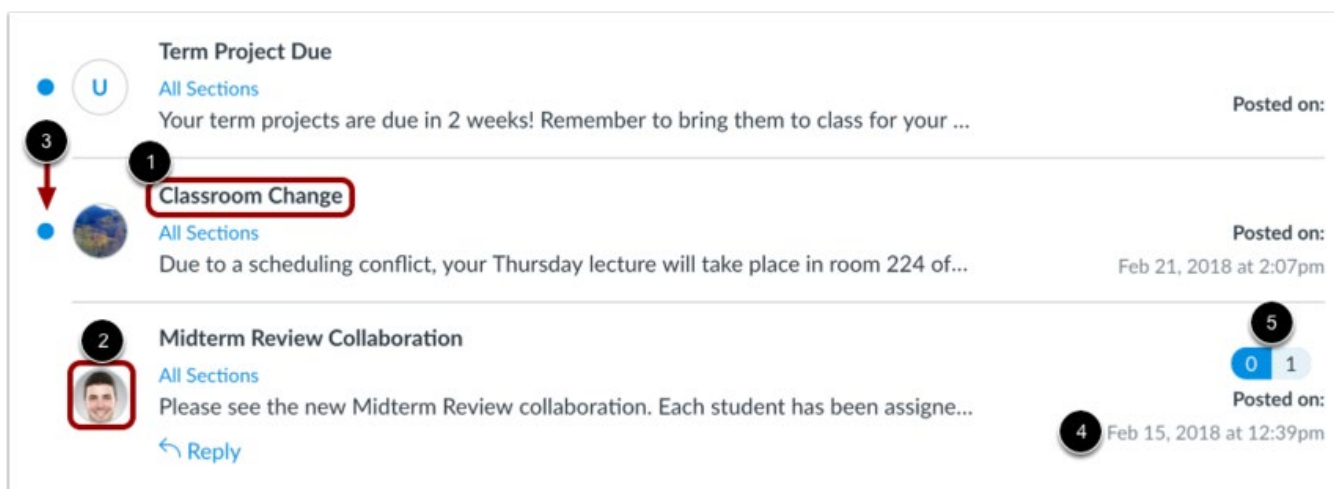 Term Project Due
U
All Sections
Your term projects are due in 2 weeks! Remember to bring them to class for your ...
Posted on:
3
1
Classroom Change
All Sections
Due to a scheduling conflict, your Thursday lecture will take place in room 224 of...
Posted on:
Feb 21, 2018 at 2:07pm
2
Midterm Review Collaboration
5
0 1
All Sections
Please see the new Midterm Review collaboration. Each student has been assigne...
Posted on:
4
Feb 15, 2018 at 12:39pm
Reply